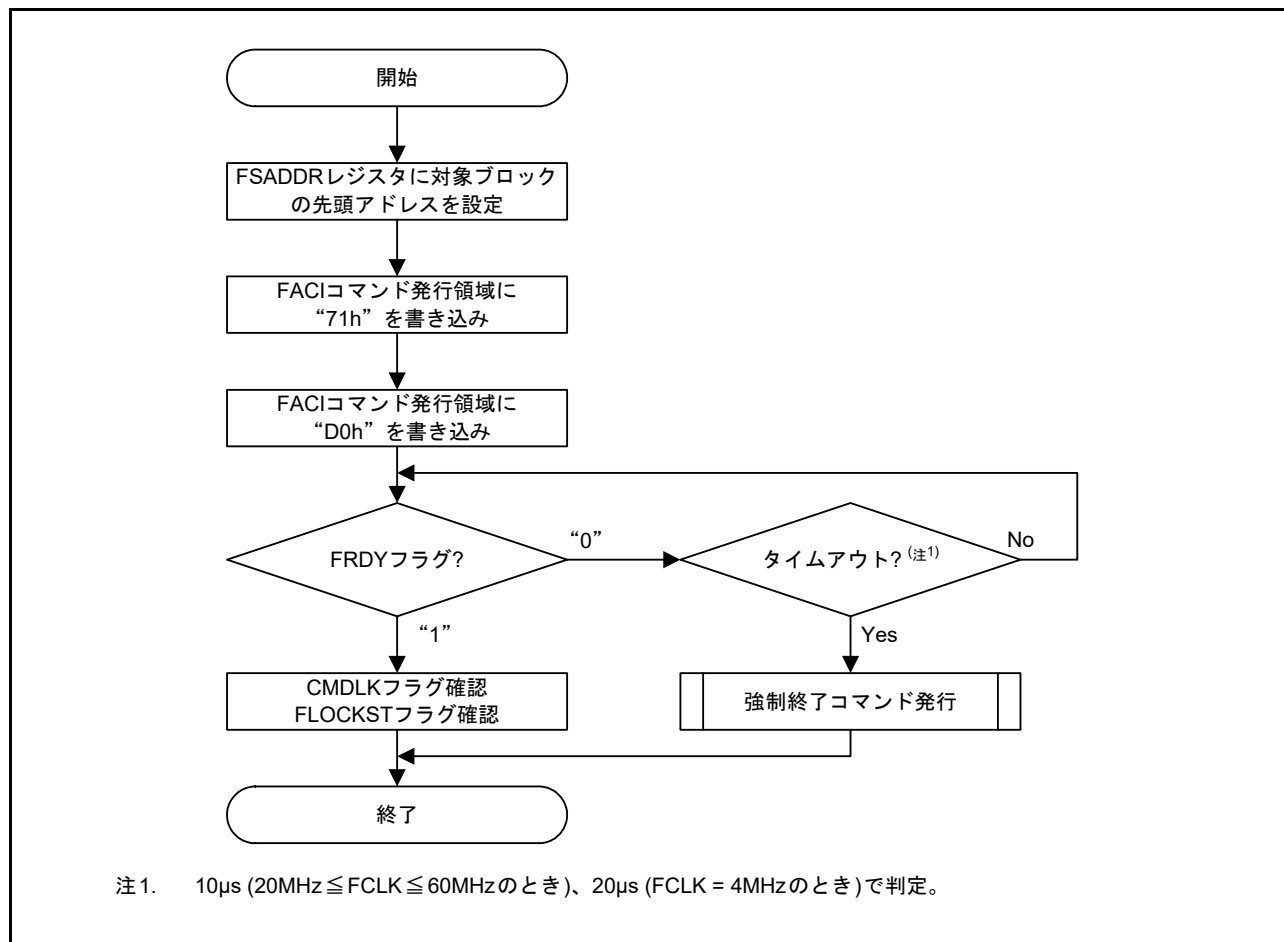 開始
FSADDRレジスタに対象ブロック
の先頭アドレスを設定
FACIコマンド発行領域に
“71h”を書き込み
FACIコマンド発行領域に
“D0h”を書き込み
FRDYフラグ?
“0”
タイムアウト? (注1)
No
“1”
Yes
CMDLKフラグ確認
FLOCKSTフラグ確認
強制終了コマンド発行
終了
注1. 10µs (20MHz≦FCLK≦60MHzのとき)、20µs (FCLK = 4MHzのとき)で判定。